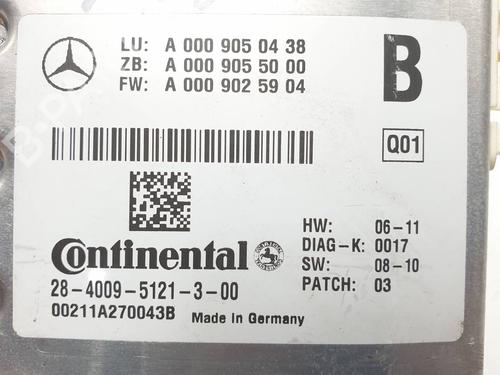 LU: A 000 905 04 38
ZB: A 000 905 50 00
FW: A 000 902 59 04
B
Q01
Continental
28-4009-5121-3-00
00211A270043B Made in Germany
HW: 06-11
DIAG-K: 0017
SW: 08-10
PATCH: 03